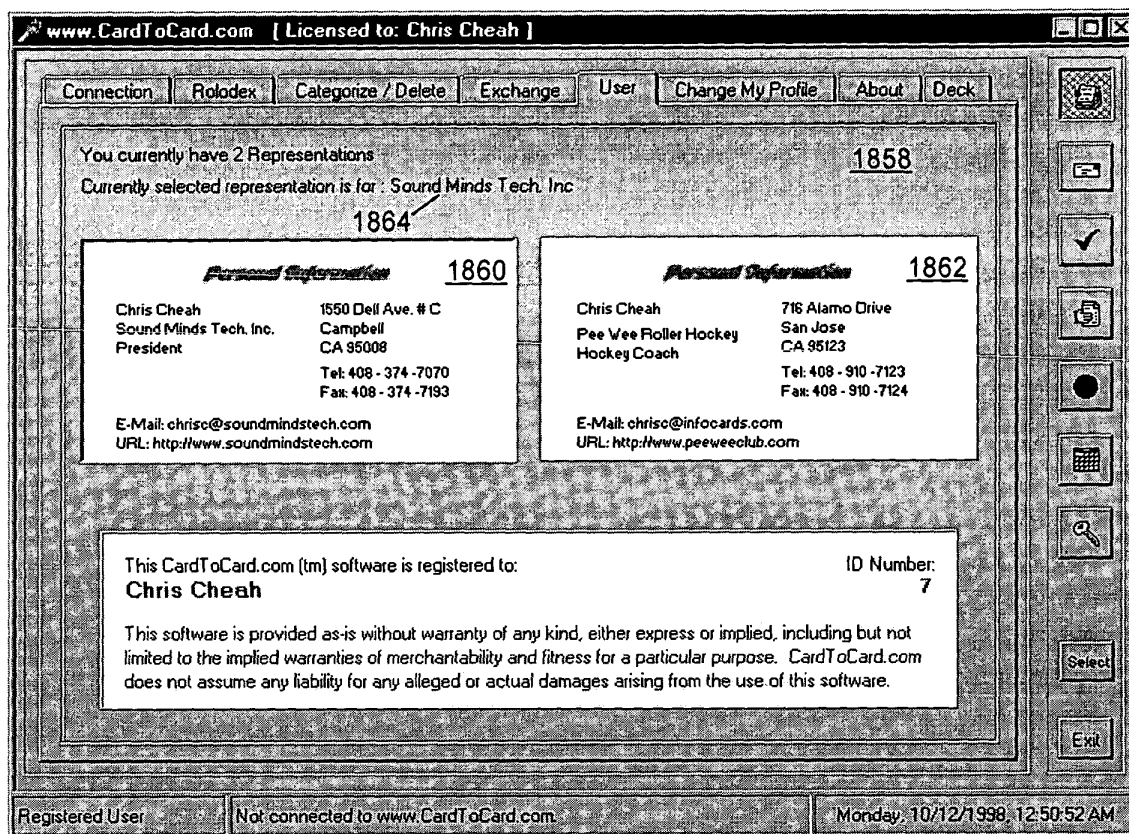 www.CardToCard.com [ Licensed to: Chris Cheah ]
Connection Rolodex Categorize / Delete Exchange User Change My Profile About Deck
You currently have 2 Representations
1858
Currently selected representation is for : Sound Minds Tech. Inc
1864
Personal Information 1860
Chris Cheah 1550 Dell Ave. # C
Sound Minds Tech. Inc. Campbell
President CA 95008
Tel: 408 - 374 -7070
Fax: 408 - 374 -7193
E-Mail: chrisc@soundmindstech.com
URL: http://www.soundmindstech.com
Personal Information 1862
Chris Cheah 716 Alamo Drive
Pee Wee Roller Hockey San Jose
Hockey Coach CA 95123
Tel: 408 - 910 -7123
Fax: 408 - 910 -7124
E-Mail: chrisc@infocards.com
URL: http://www.peeweeclub.com
This CardToCard.com (tm) software is registered to: ID Number:
Chris Cheah 7
This software is provided as-is without warranty of any kind, either express or implied, including but not
limited to the implied warranties of merchantability and fitness for a particular purpose. CardToCard.com
does not assume any liability for any alleged or actual damages arising from the use of this software.
Select
Exit
Registered User Not connected to www.CardToCard.com Monday, 10/12/1998, 12:50:52 AM